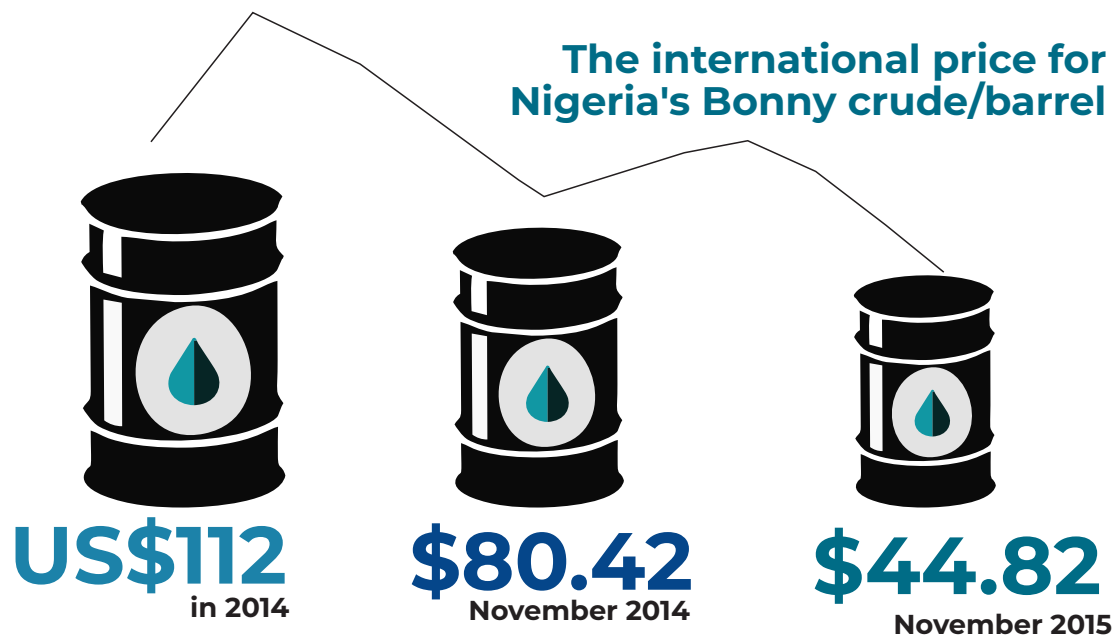 The international price for
Nigeria's Bonny crude/barrel
US$112
in 2014
$80.42
November 2014
$44.82
November 2015